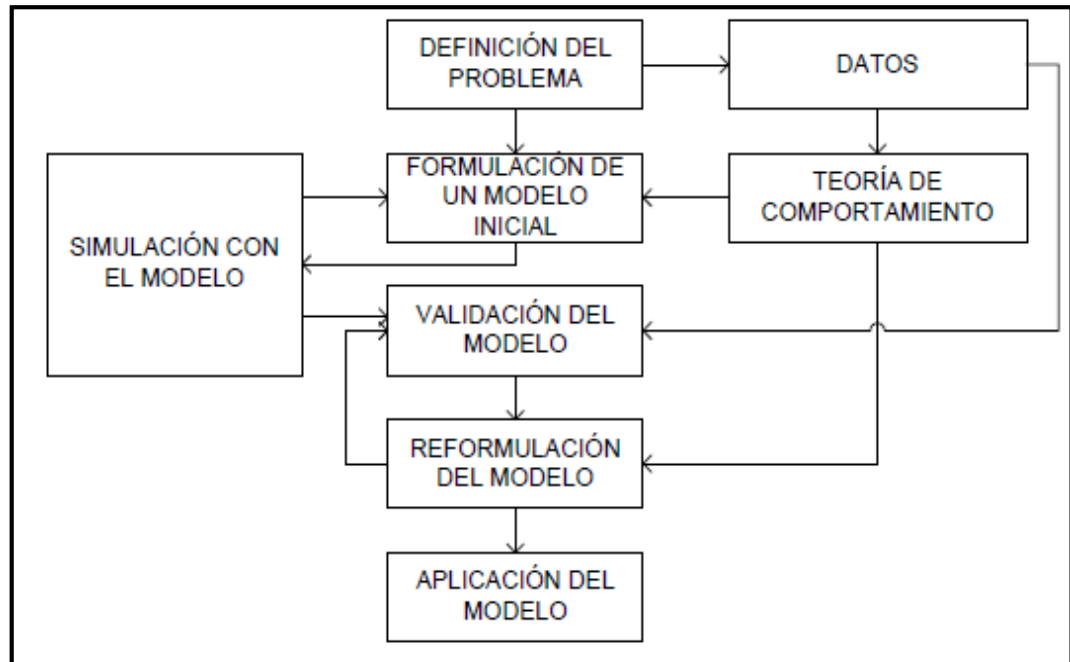 DEFINICIÓN DEL
PROBLEMA
DATOS
FORMULACIÓN DE
UN MODELO
INICIAL
TEORÍA DE
COMPORTAMIENTO
SIMULACIÓN CON
EL MODELO
VALIDACIÓN DEL
MODELO
REFORMULACIÓN
DEL MODELO
APLICACIÓN DEL
MODELO